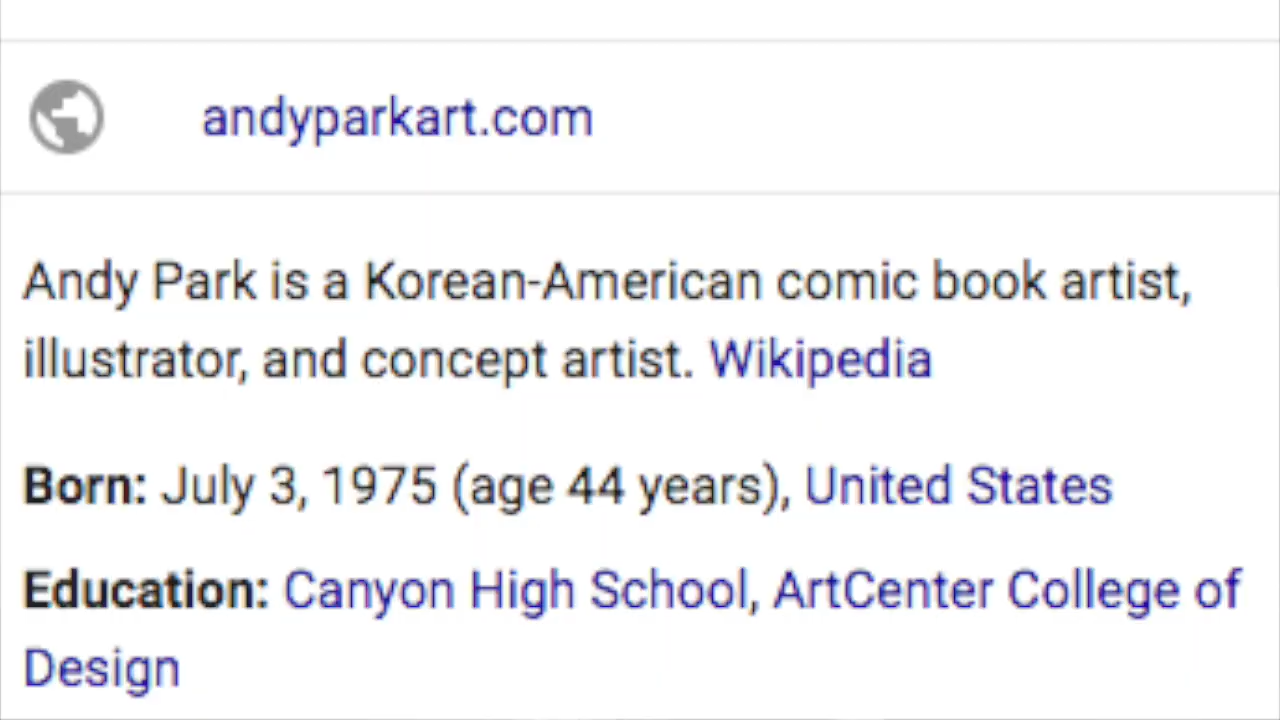 andyparkart.com
Andy Park is a Korean-American comic book artist,
illustrator, and concept artist. Wikipedia
Born: July 3, 1975 (age 44 years), United States
Education: Canyon High School, ArtCenter College of
Design